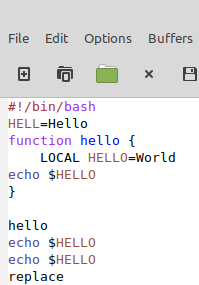 File Edit Options Buffers
#!/bin/bash
HELL=Hello
function hello {
    LOCAL HELLO=World
echo $HELLO
}
hello
echo $HELLO
echo $HELLO
replace